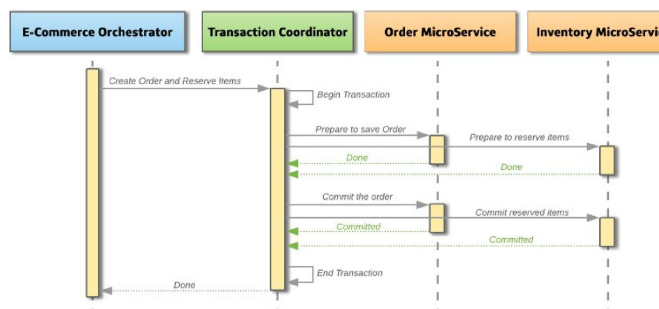 E-Commerce Orchestrator
Transaction Coordinator
Order MicroService
Inventory MicroServic
Create Order and Reserve Items
Begin Transaction
Prepare to save Order
Prepare to reserve items
Done
Done
Commit the order
Commit reserved items
Committed
Committed
End Transaction
Done